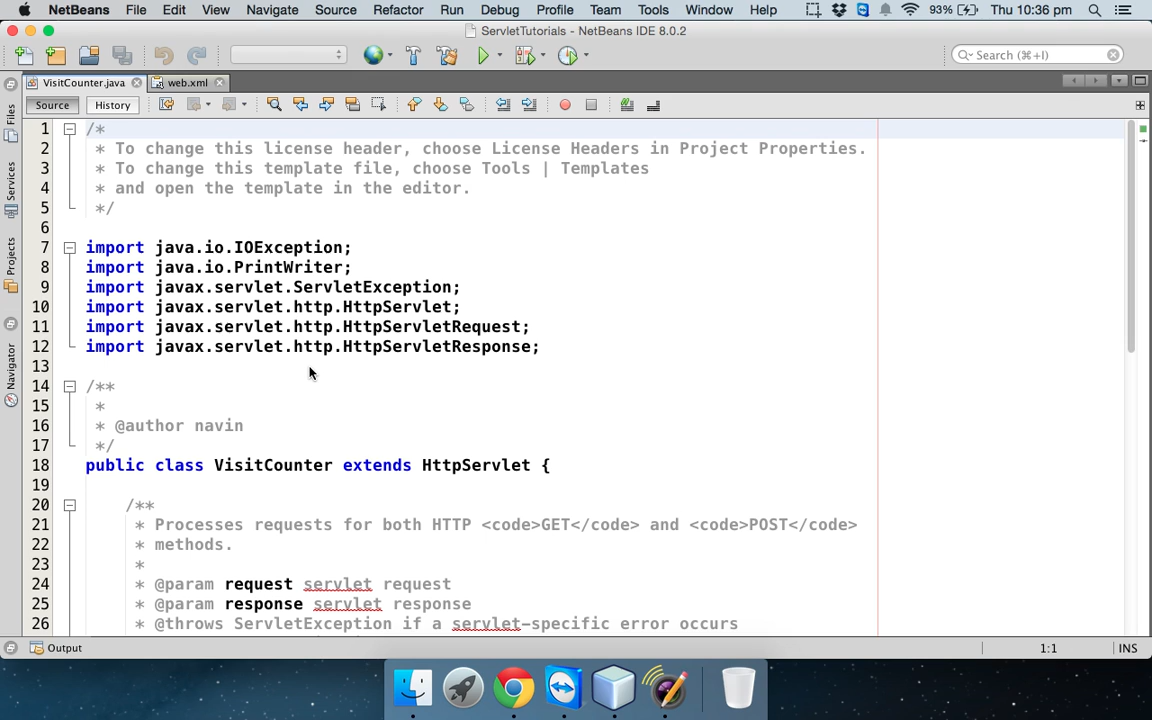 NetBeans File Edit View Navigate Source Refactor Run Debug Profile Team Tools Window Help 93% Thu 10:36 pm
ServletTutorials - NetBeans IDE 8.0.2
Search (⌘+I)
VisitCounter.java web.xml
Source History
Files
Services
Projects
Navigator
1 /*
2 * To change this license header, choose License Headers in Project Properties.
3 * To change this template file, choose Tools | Templates
4 * and open the template in the editor.
5 */
6
7 import java.io.IOException;
8 import java.io.PrintWriter;
9 import javax.servlet.ServletException;
10 import javax.servlet.http.HttpServlet;
11 import javax.servlet.http.HttpServletRequest;
12 import javax.servlet.http.HttpServletResponse;
13
14 /**
15 *
16 * @author navin
17 */
18 public class VisitCounter extends HttpServlet {
19
20 /**
21 * Processes requests for both HTTP <code>GET</code> and <code>POST</code>
22 * methods.
23 *
24 * @param request servlet request
25 * @param response servlet response
26 * @throws ServletException if a servlet-specific error occurs
Output 1:1 INS